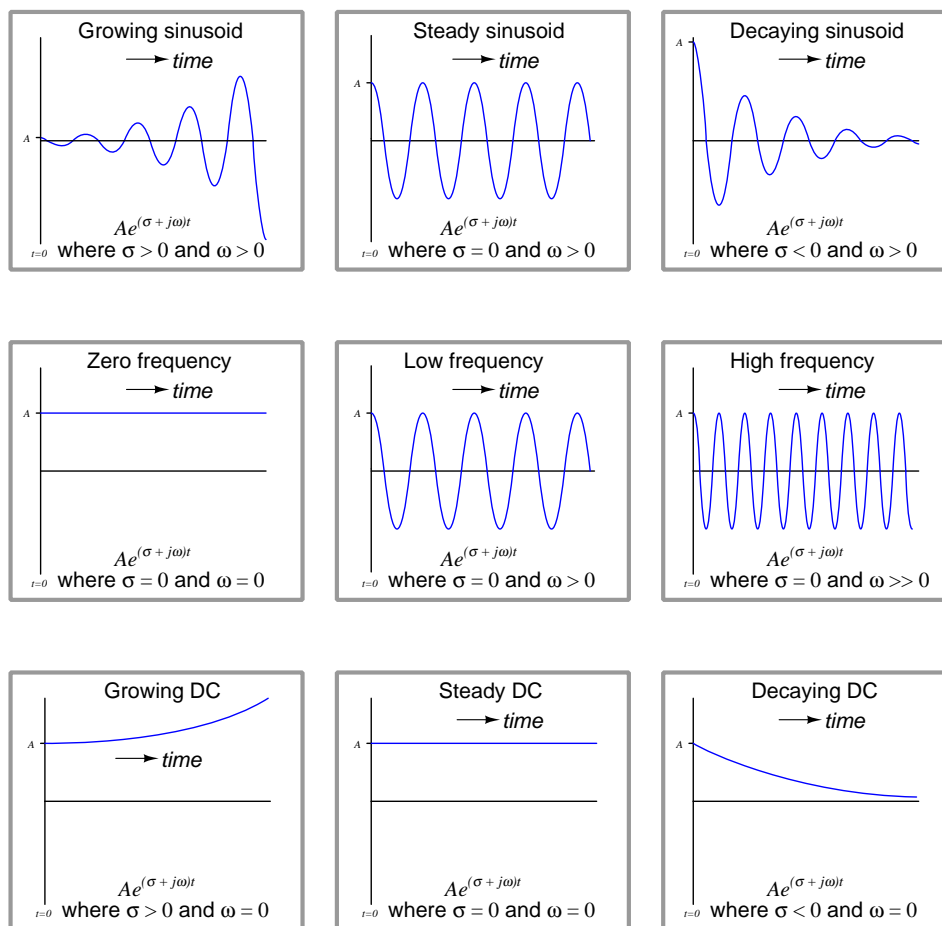 Growing sinusoid
time
A
Ae^{(σ + jω)t}
t=0
where σ > 0 and ω > 0
Steady sinusoid
time
A
Ae^{(σ + jω)t}
t=0
where σ = 0 and ω > 0
Decaying sinusoid
time
A
Ae^{(σ + jω)t}
t=0
where σ < 0 and ω > 0
Zero frequency
time
A
Ae^{(σ + jω)t}
t=0
where σ = 0 and ω = 0
Low frequency
time
A
Ae^{(σ + jω)t}
t=0
where σ = 0 and ω > 0
High frequency
time
A
Ae^{(σ + jω)t}
t=0
where σ = 0 and ω >> 0
Growing DC
A
time
Ae^{(σ + jω)t}
t=0
where σ > 0 and ω = 0
Steady DC
time
A
Ae^{(σ + jω)t}
t=0
where σ = 0 and ω = 0
Decaying DC
time
A
Ae^{(σ + jω)t}
t=0
where σ < 0 and ω = 0